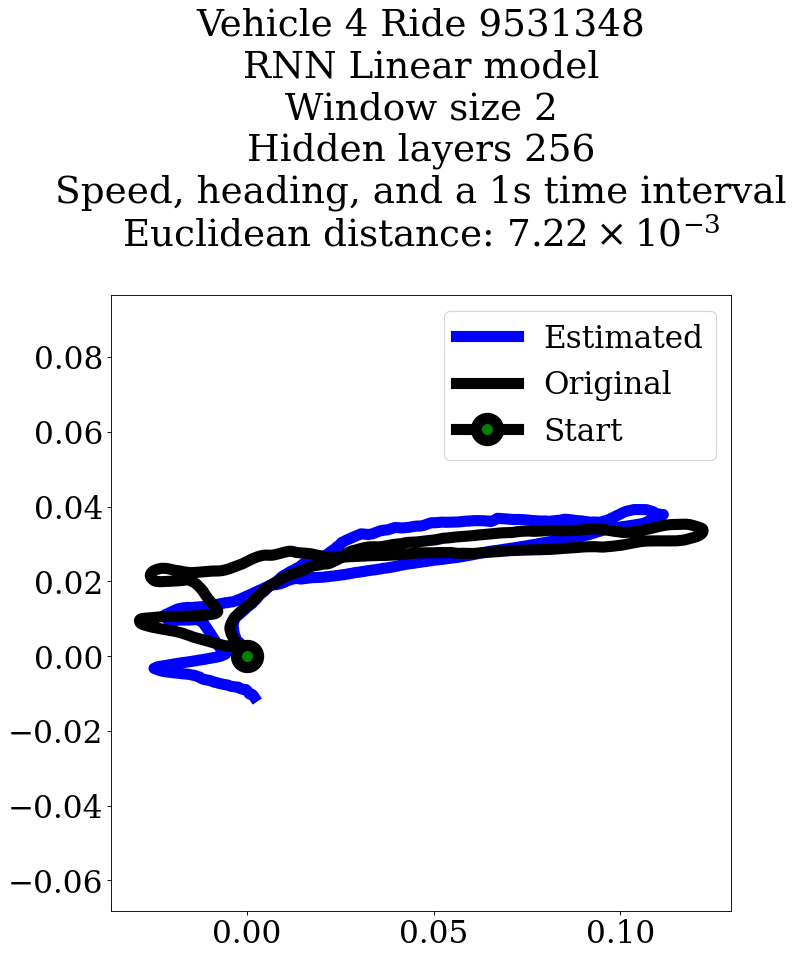 Vehicle 4 Ride 9531348
RNN Linear model
Window size 2
Hidden layers 256
Speed, heading, and a 1s time interval
Euclidean distance: 7.22 × 10⁻³
Estimated
Original
Start
0.08
0.06
0.04
0.02
0.00
−0.02
−0.04
−0.06
0.00 0.05 0.10